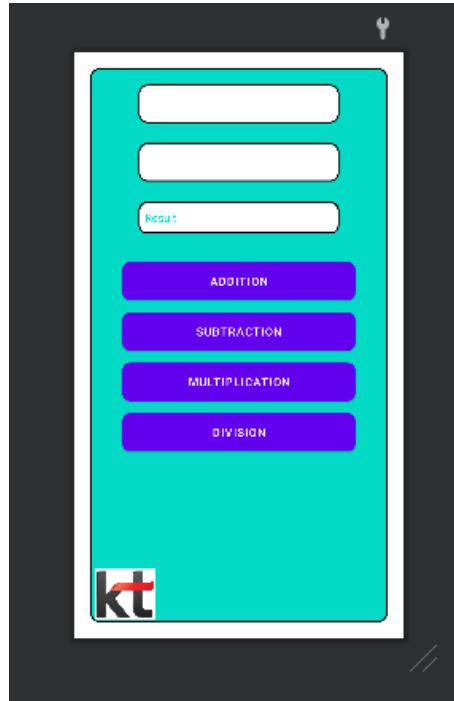 Result
ADDITION
SUBTRACTION
MULTIPLICATION
DIVISION
kt